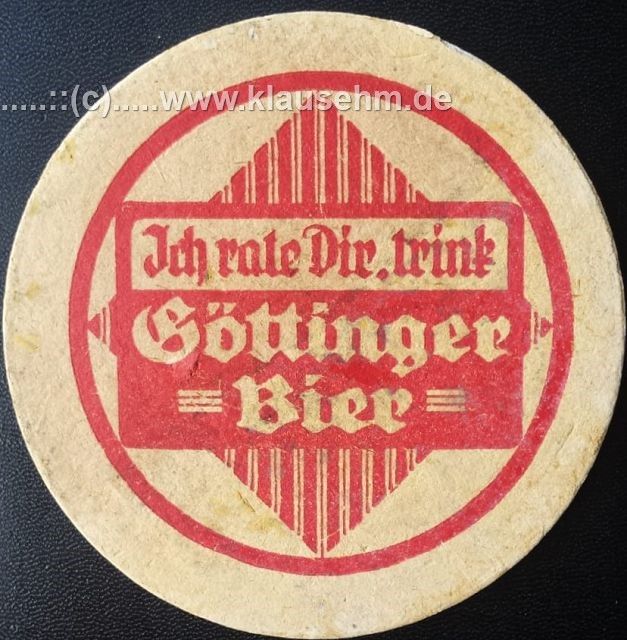 .....::(c).....www.klausehm.de
Ich rate Dir, trink
Göttinger
Bier